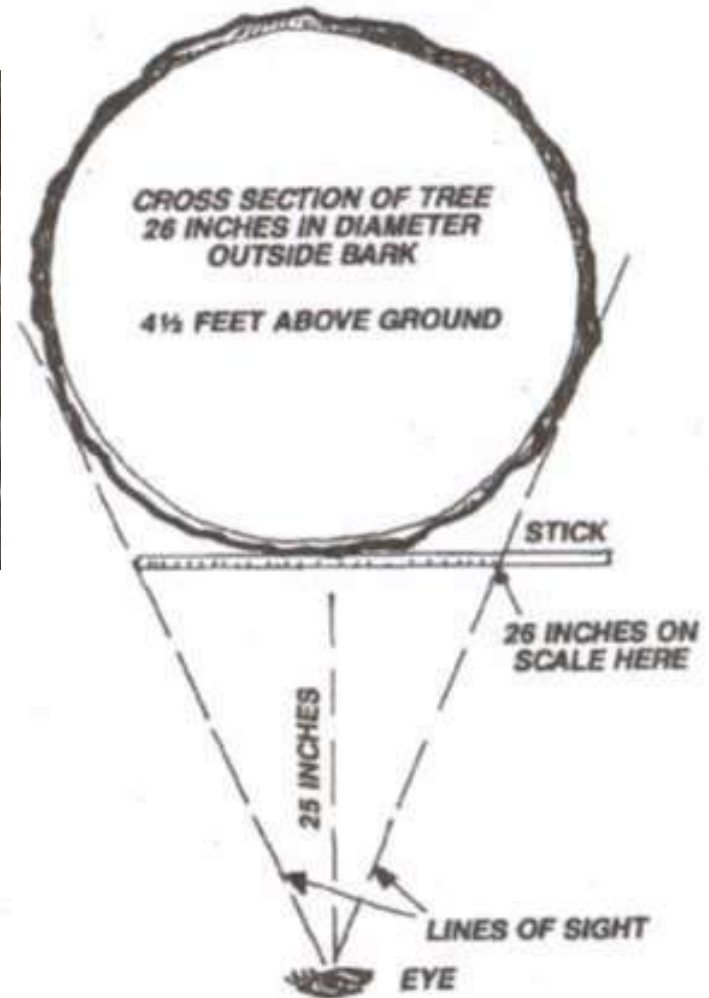 CROSS SECTION OF TREE
26 INCHES IN DIAMETER
OUTSIDE BARK
4½ FEET ABOVE GROUND
STICK
26 INCHES ON
SCALE HERE
25 INCHES
LINES OF SIGHT
EYE